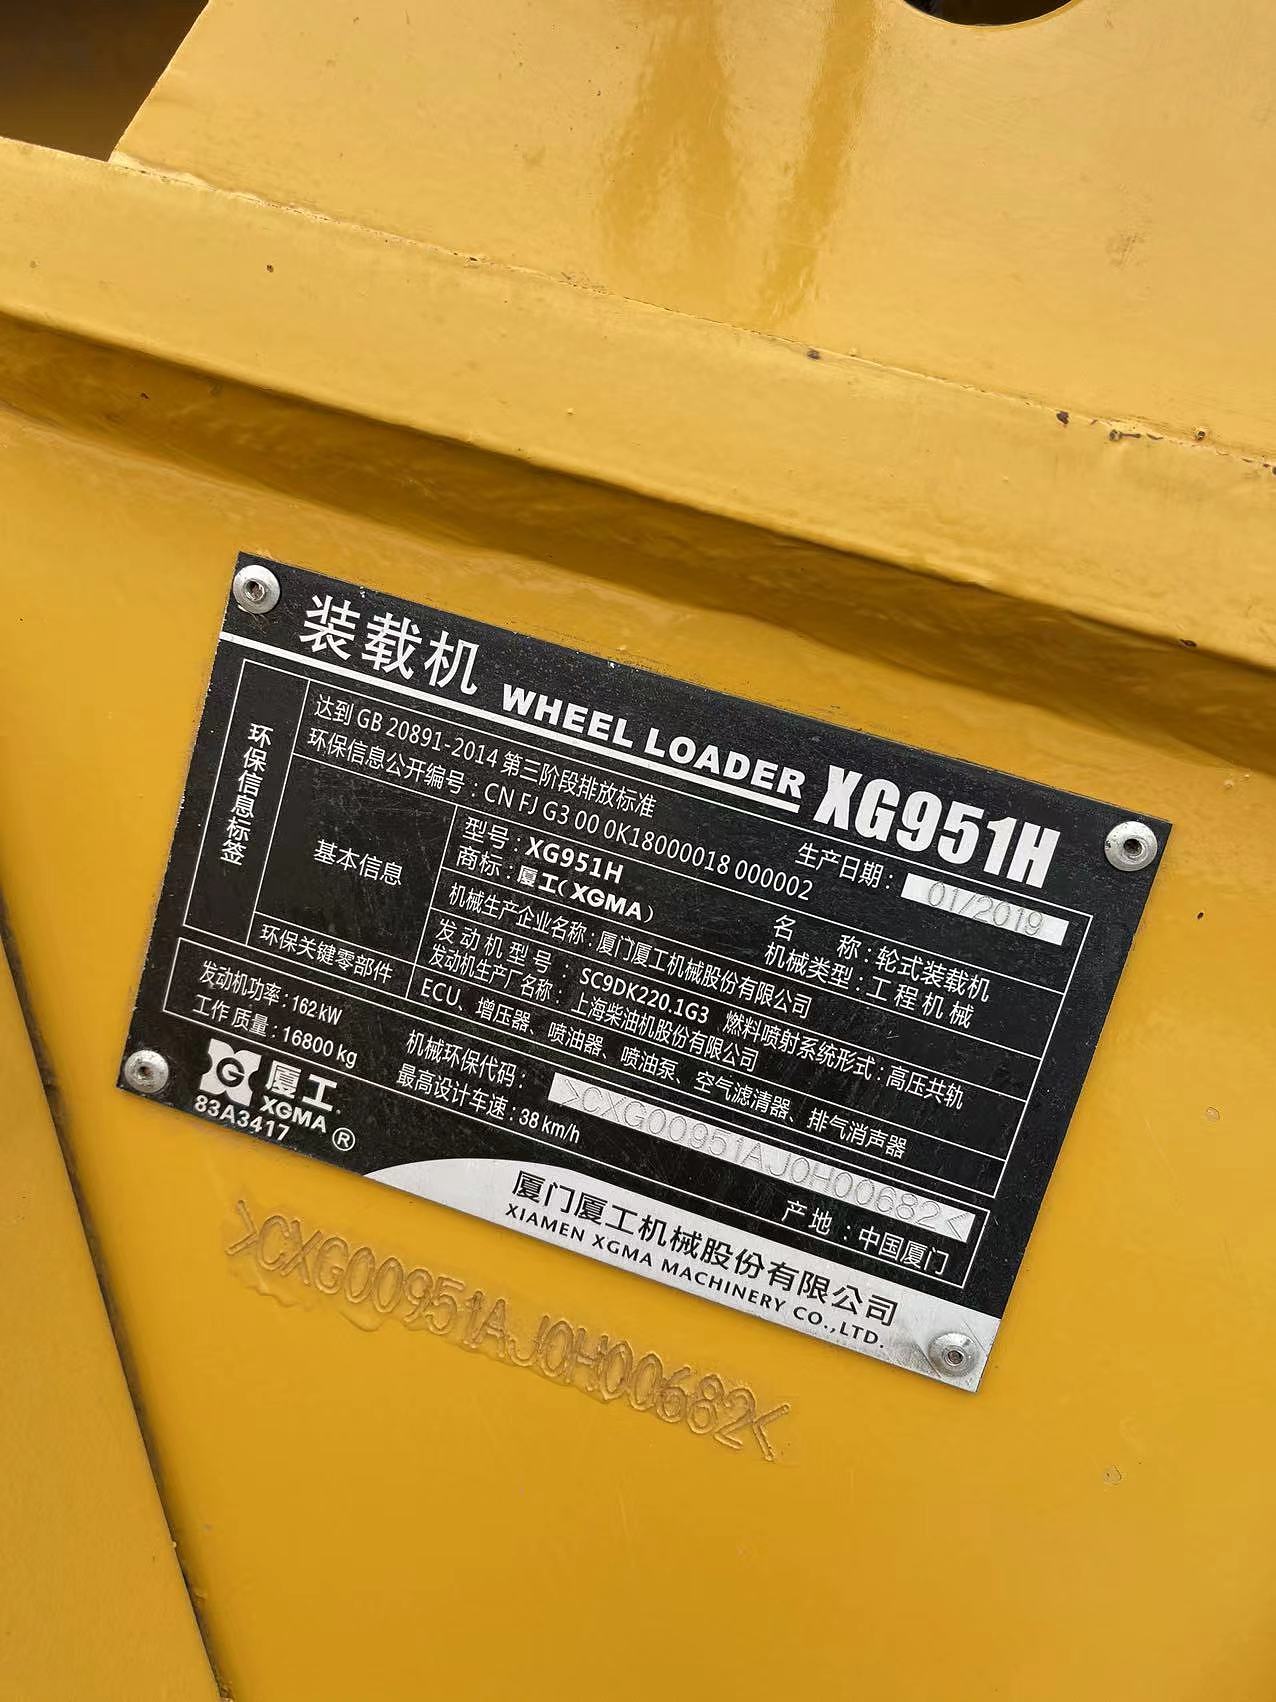 装载机 WHEEL LOADER XG951H
达到 GB 20891-2014 第三阶段排放标准
生产日期: 01/2019
环保信息标签
环保信息公开编号: CN FJ G3 00 0K18000018 000002
基本信息
型号: XG951H
名 称: 轮式装载机
商标: 厦工(XGMA)
机械类型: 工程机械
机械生产企业名称: 厦门厦工机械股份有限公司
发动机型号: SC9DK220.1G3 燃料喷射系统形式: 高压共轨
发动机生产厂名称: 上海柴油机股份有限公司
环保关键零部件
ECU、增压器、喷油器、喷油泵、空气滤清器、排气消声器
发动机功率: 162 kW
机械环保代码: >CXG00951AJ0H00682<
工作质量: 16800 kg
最高设计车速: 38 km/h
产地: 中国厦门
G 厦工 XGMA ®
83A3417
厦门厦工机械股份有限公司
XIAMEN XGMA MACHINERY CO.,LTD.
>CXG00951AJ0H00682<